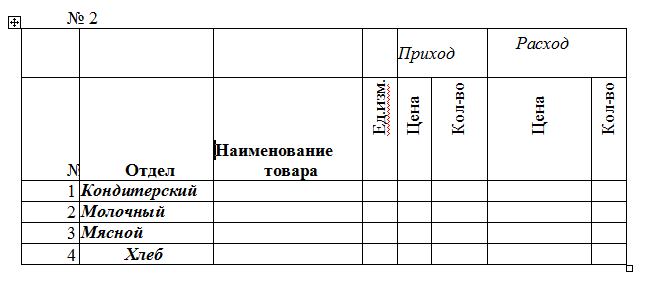 № 2
Приход
Расход
Ед.изм.
Цена
Кол-во
Цена
Кол-во
№
Отдел
Наименование
товара
1 Кондитерский
2 Молочный
3 Мясной
4 Хлеб